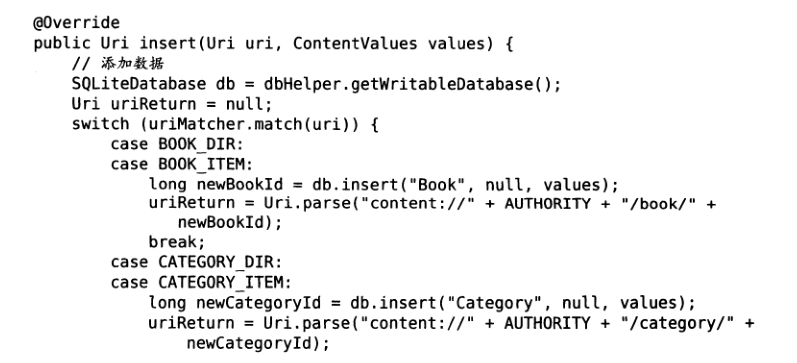 @Override
public Uri insert(Uri uri, ContentValues values) {
    // 添加数据
    SQLiteDatabase db = dbHelper.getWritableDatabase();
    Uri uriReturn = null;
    switch (uriMatcher.match(uri)) {
        case BOOK_DIR:
        case BOOK_ITEM:
            long newBookId = db.insert("Book", null, values);
            uriReturn = Uri.parse("content://" + AUTHORITY + "/book/" +
                newBookId);
            break;
        case CATEGORY_DIR:
        case CATEGORY_ITEM:
            long newCategoryId = db.insert("Category", null, values);
            uriReturn = Uri.parse("content://" + AUTHORITY + "/category/" +
                newCategoryId);